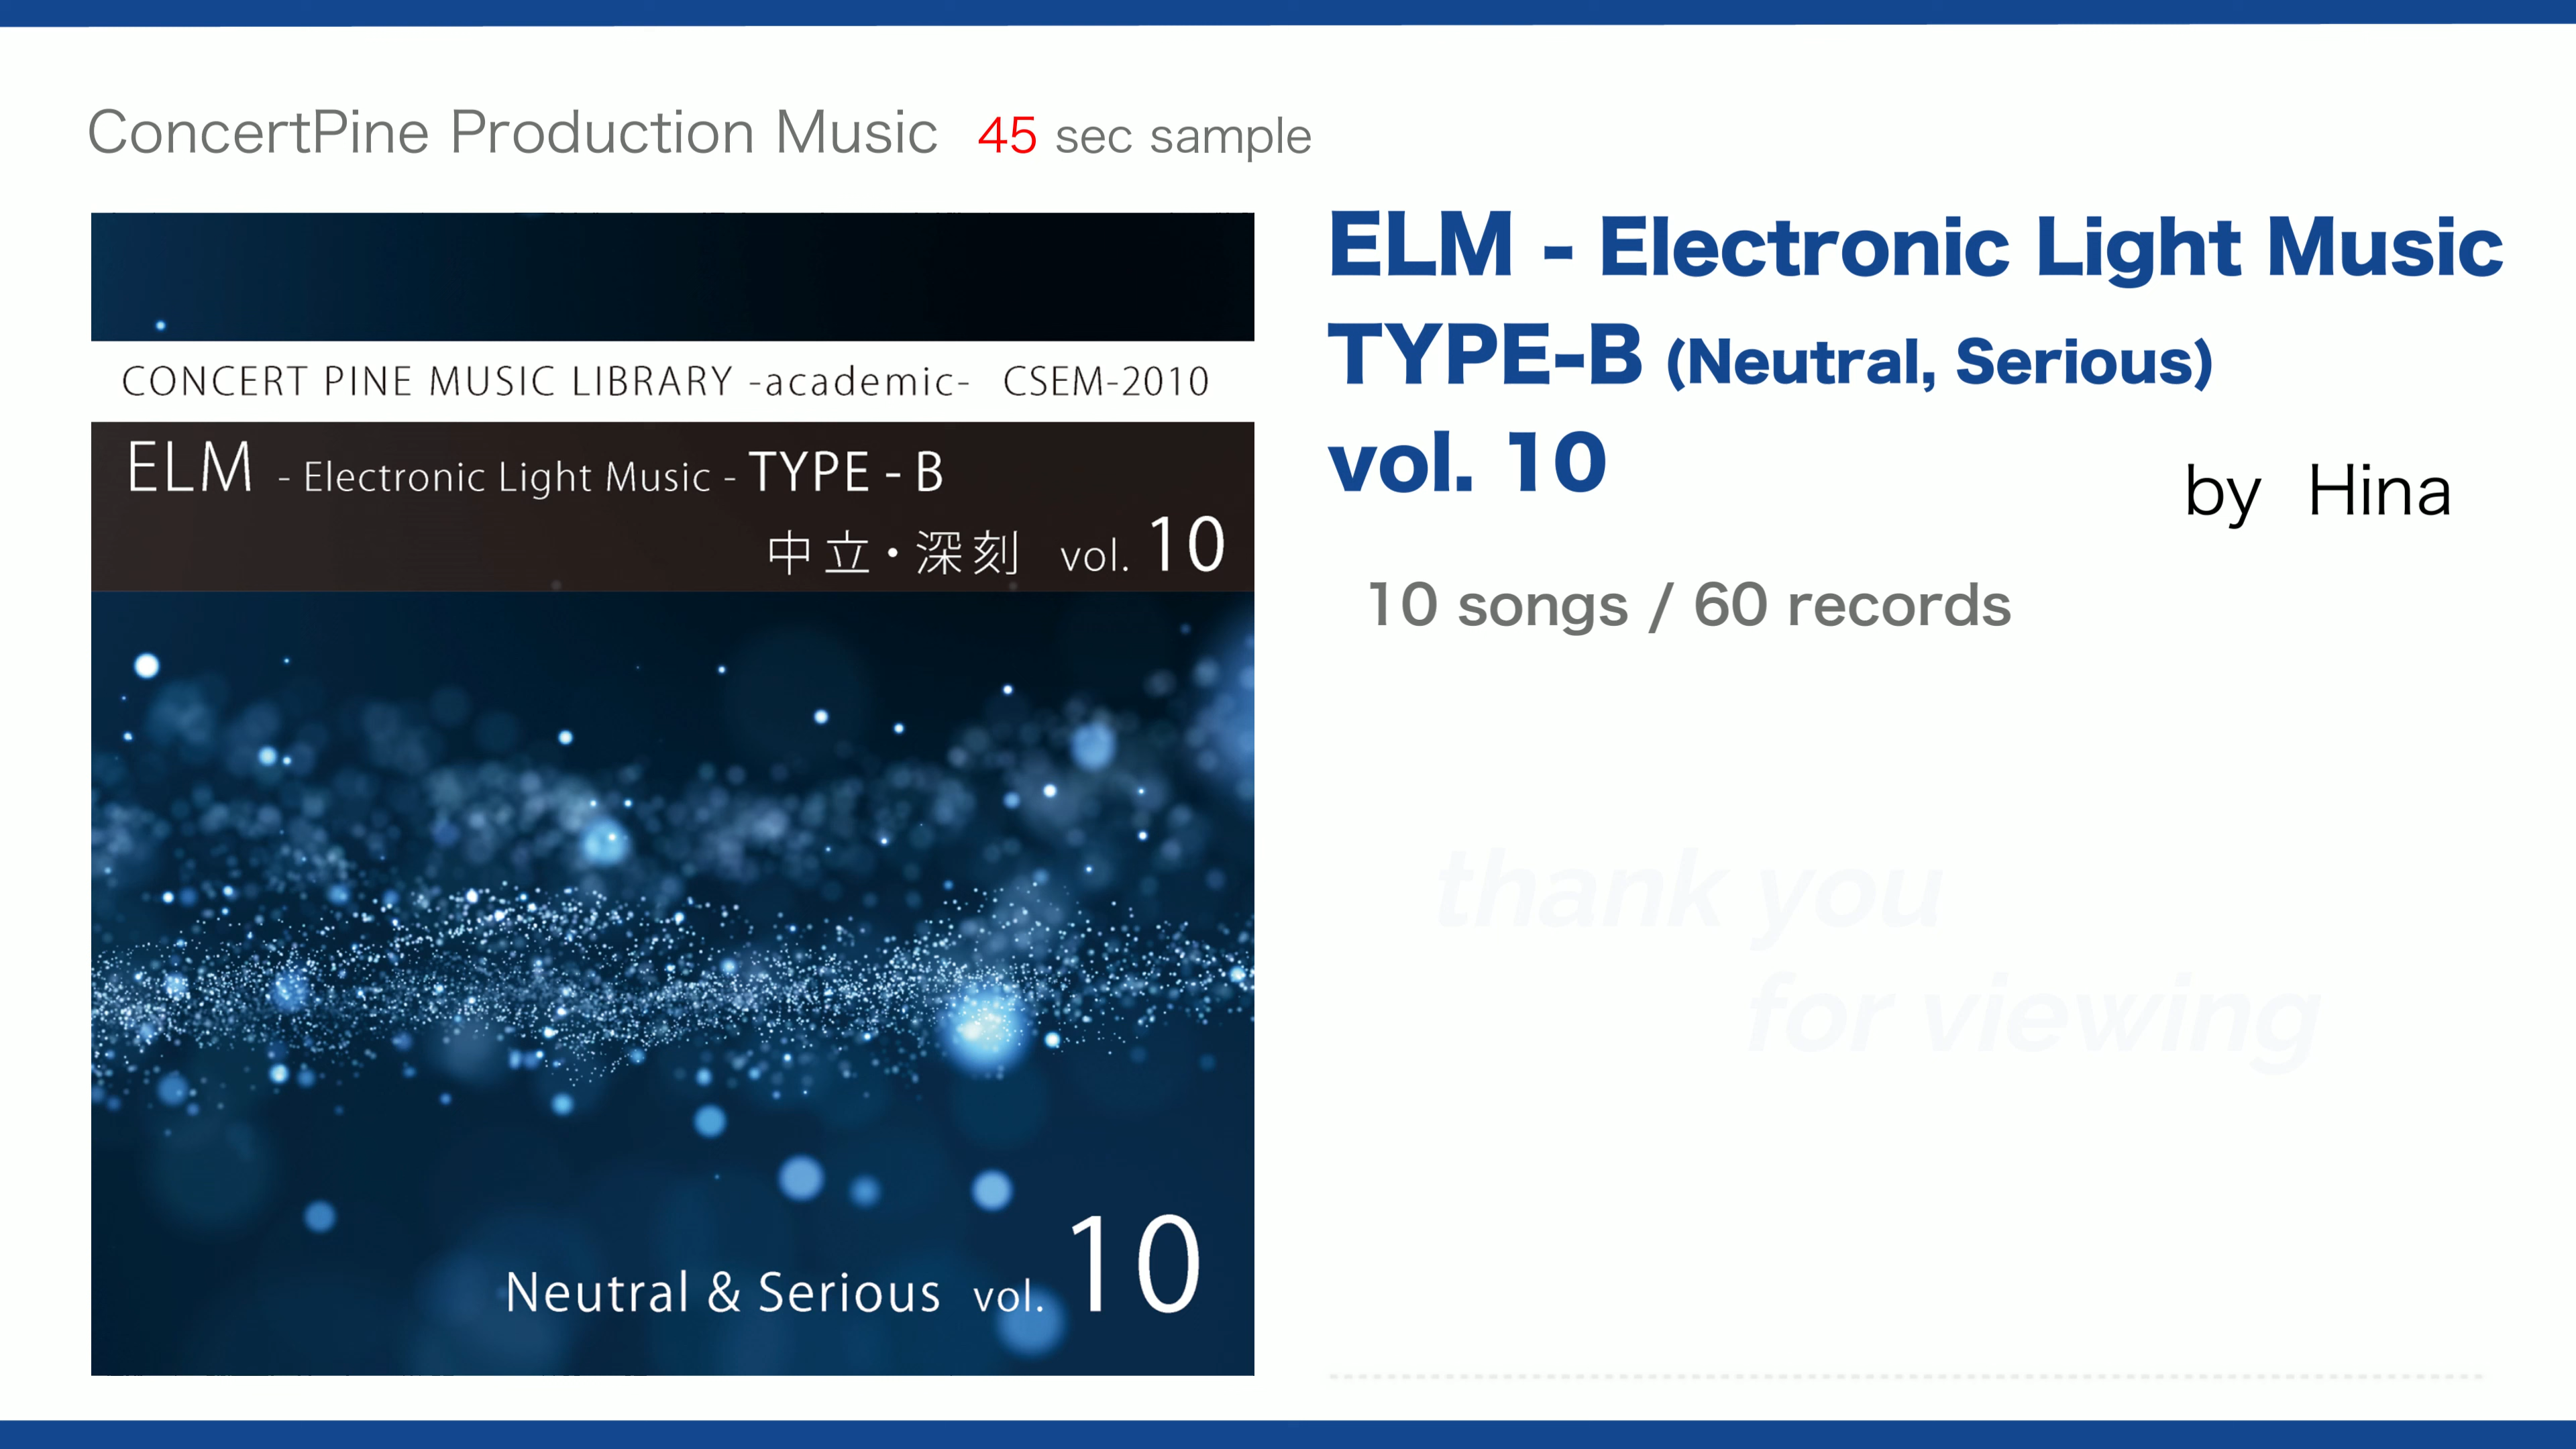 ConcertPine Production Music 45 sec sample
CONCERT PINE MUSIC LIBRARY -academic- CSEM-2010
ELM - Electronic Light Music - TYPE - B
中立・深刻 vol. 10
Neutral & Serious vol. 10
ELM - Electronic Light Music
TYPE-B (Neutral, Serious)
vol. 10
by Hina
10 songs / 60 records
thank you
for viewing